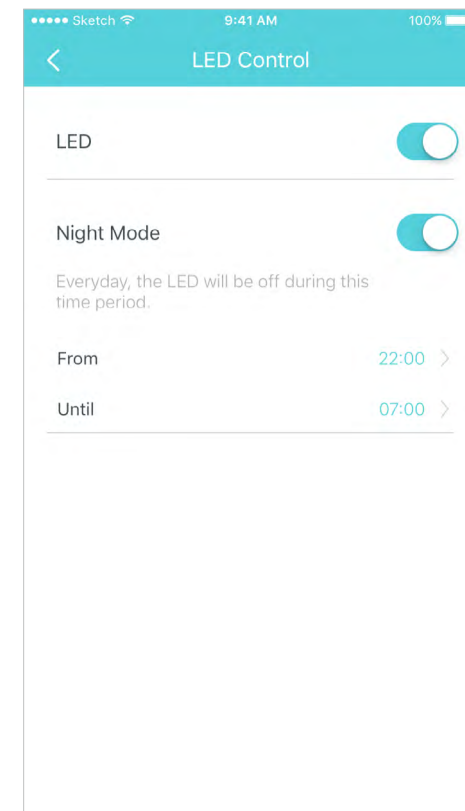 Sketch 9:41 AM 100%
LED Control
LED
Night Mode
Everyday, the LED will be off during this
time period.
From 22:00
Until 07:00